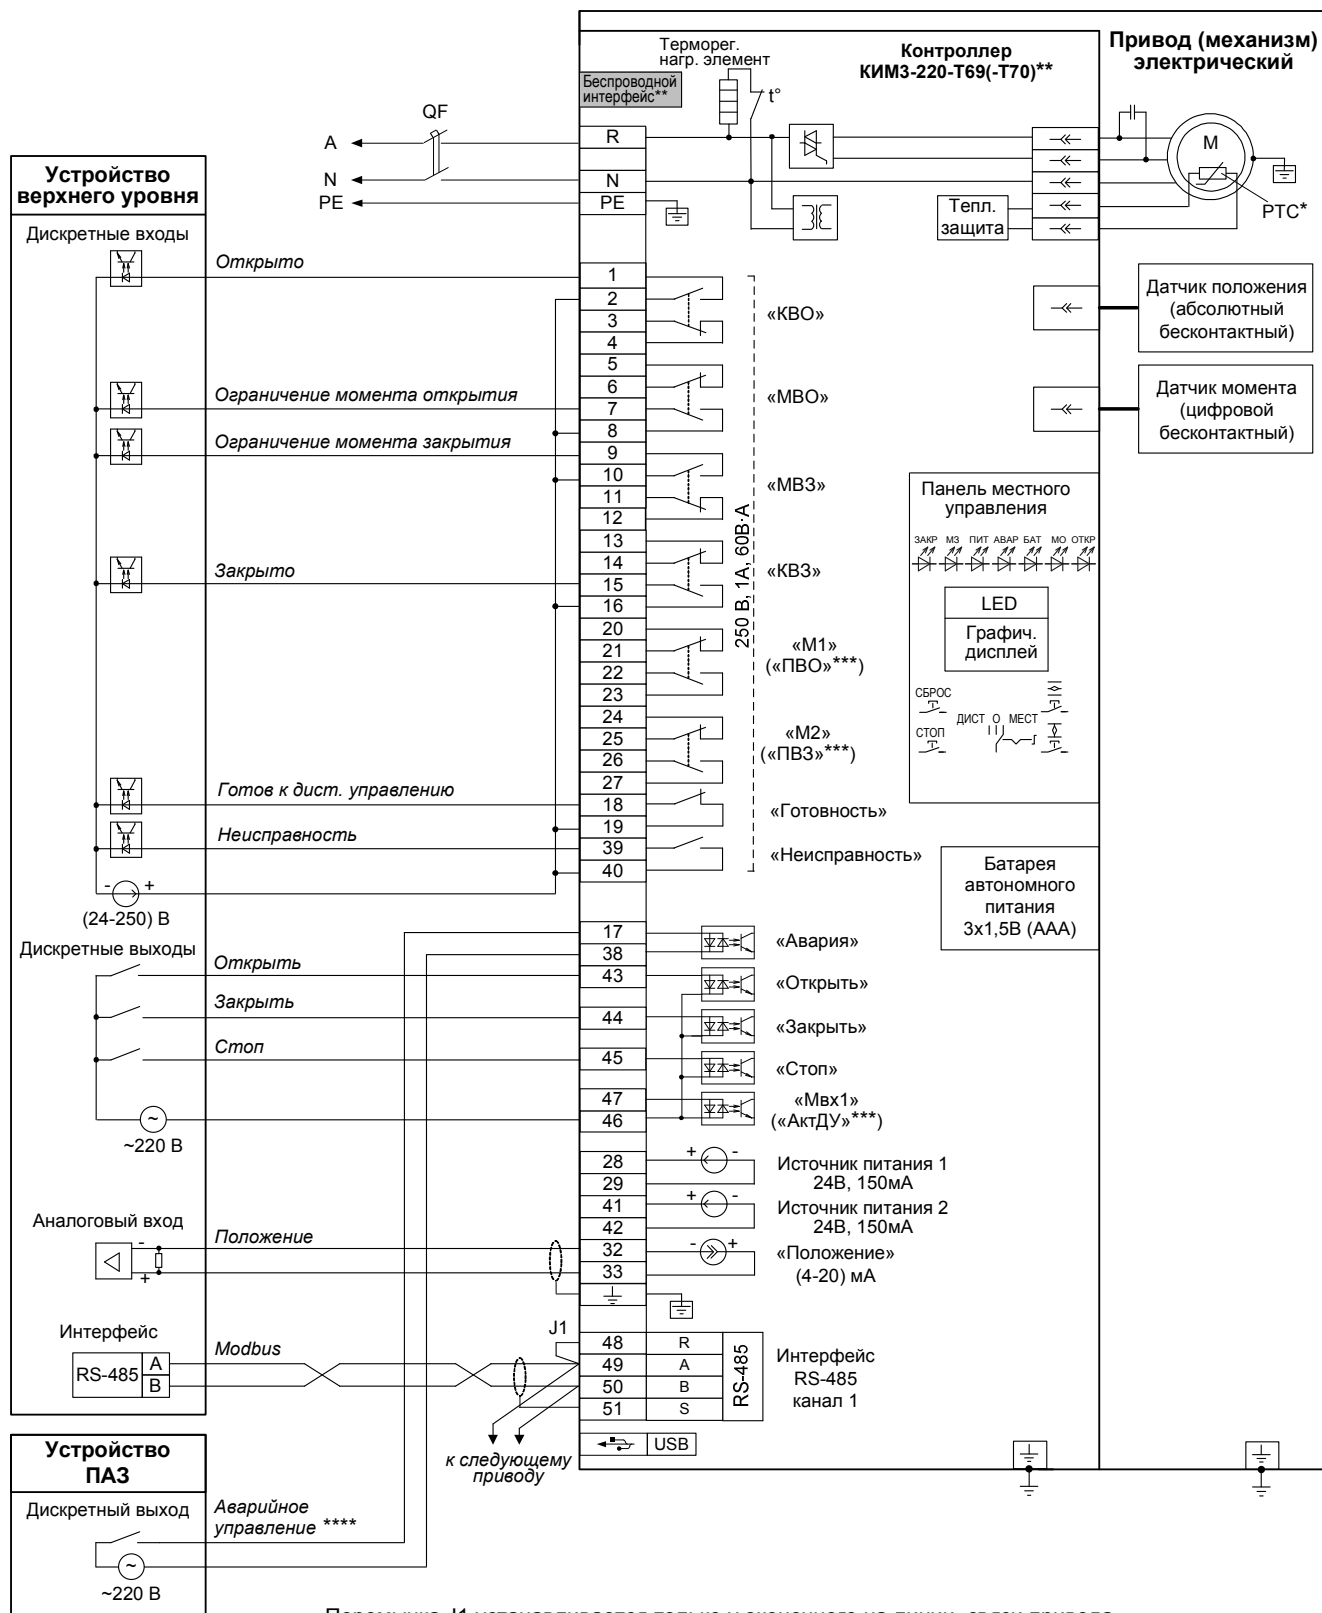 Привод (механизм)
электрический
Контроллер
КИМ3-220-Т69(-Т70)**
Терморег.
нагр. элемент
Беспроводной
интерфейс**
t°
QF
A
R
N
N
PE
PE
M
Тепл.
защита
PTC*
Устройство
верхнего уровня
Дискретные входы
Открыто
1
2
3
4
«КВО»
Датчик положения
(абсолютный
бесконтактный)
5
Ограничение момента открытия
6
7
8
«МВО»
Датчик момента
(цифровой
бесконтактный)
Ограничение момента закрытия
9
10
11
12
«МВЗ»
250 В, 1А, 60В·А
Панель местного
управления
ЗАКР МЗ ПИТ АВАР БАТ МО ОТКР
LED
Графич.
дисплей
СБРОС
СТОП
ДИСТ О МЕСТ
Закрыто
13
14
15
16
«КВЗ»
20
21
22
23
«М1»
(«ПВО»***)
24
25
26
27
«М2»
(«ПВЗ»***)
Готов к дист. управлению
18
19
«Готовность»
Неисправность
39
40
«Неисправность»
- +
(24-250) В
Батарея
автономного
питания
3х1,5В (ААА)
Дискретные выходы
17
38
«Авария»
Открыть
43
«Открыть»
Закрыть
44
«Закрыть»
Стоп
45
«Стоп»
47
46
«Мвх1»
(«АктДУ»***)
~
~220 В
28
29
+ -
Источник питания 1
24В, 150мА
41
42
+ -
Источник питания 2
24В, 150мА
Аналоговый вход
-
+
Положение
32
33
- +
«Положение»
(4-20) мА
Интерфейс
RS-485
A
B
Modbus
J1
48 R
49 A
50 B
51 S
RS-485
Интерфейс
RS-485
канал 1
USB
к следующему
приводу
Устройство
ПАЗ
Дискретный выход
Аварийное
управление ****
~
~220 В
Перемычка J1 устанавливается только у оконечного на линии связи привода